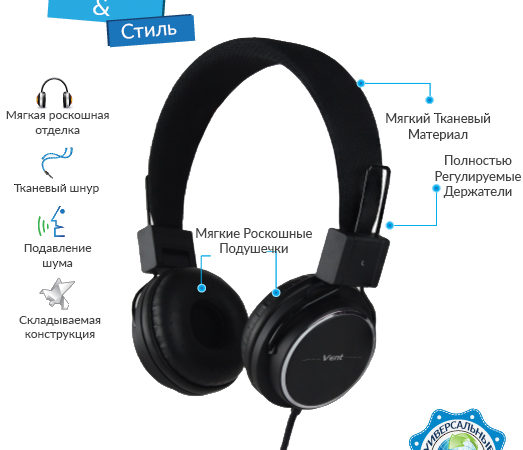 &
Стиль
Мягкая роскошная
отделка
Тканевый шнур
Подавление
шума
Складываемая
конструкция
Мягкий Тканевый
Материал
Полностью
Регулируемые
Держатели
Мягкие Роскошные
Подушечки
Vent
УНИВЕРСАЛЬНЫЕ